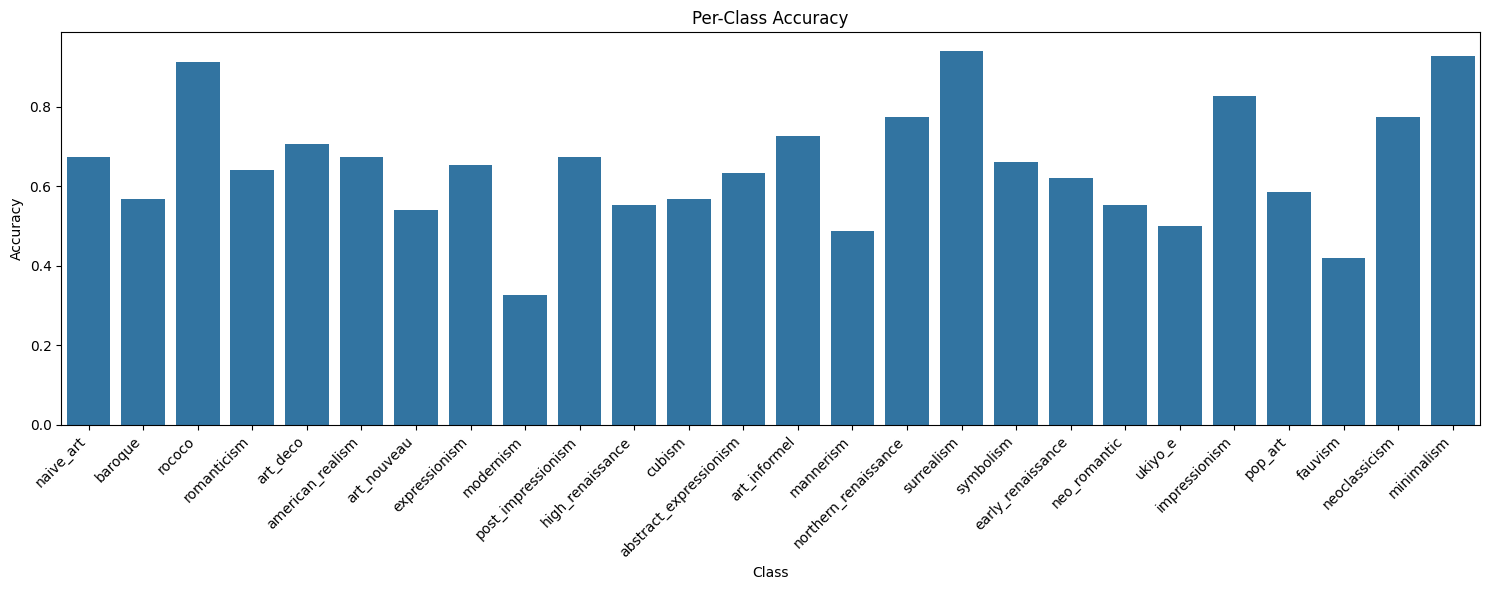 Per-Class Accuracy
Accuracy
0.8
0.6
0.4
0.2
0.0
naive_art
baroque
rococo
romanticism
art_deco
american_realism
art_nouveau
expressionism
modernism
post_impressionism
high_renaissance
cubism
abstract_expressionism
art_informel
mannerism
northern_renaissance
surrealism
symbolism
early_renaissance
neo_romantic
ukiyo_e
impressionism
pop_art
fauvism
neoclassicism
minimalism
Class